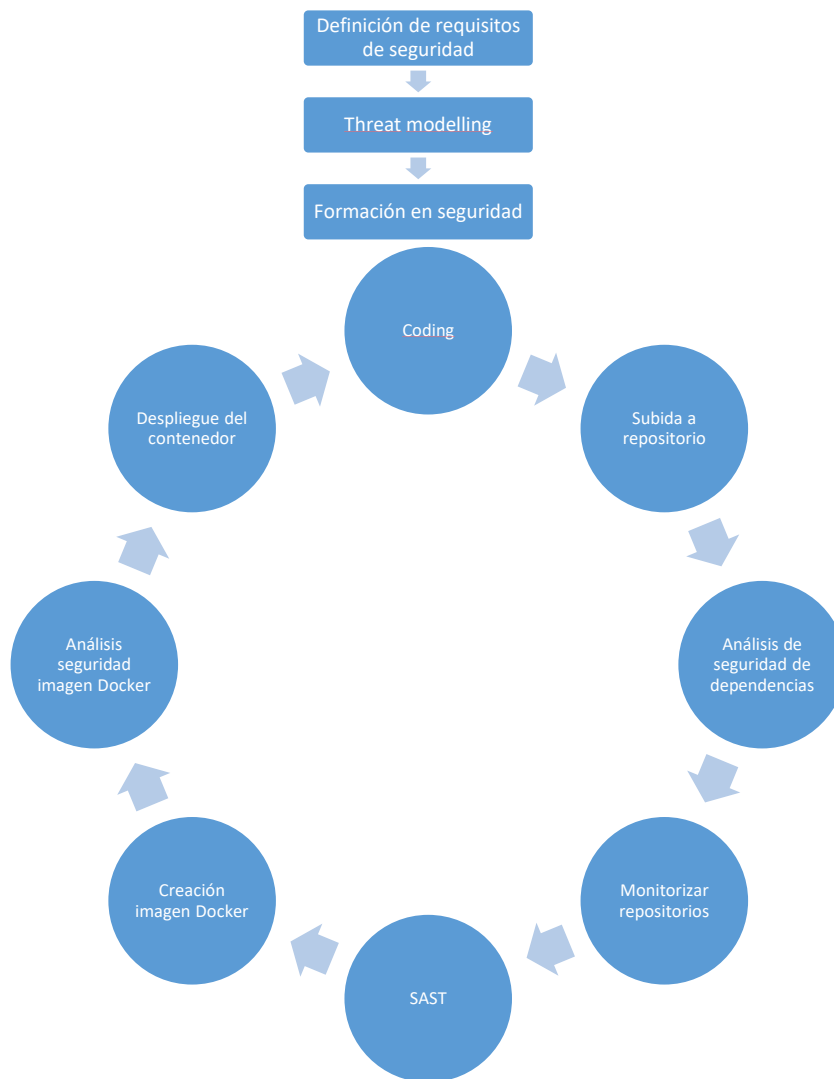 Definición de requisitos
de seguridad
Threat modelling
Formación en seguridad
Coding
Subida a
repositorio
Análisis de
seguridad de
dependencias
Monitorizar
repositorios
SAST
Creación
imagen Docker
Análisis
seguridad
imagen Docker
Despliegue del
contenedor